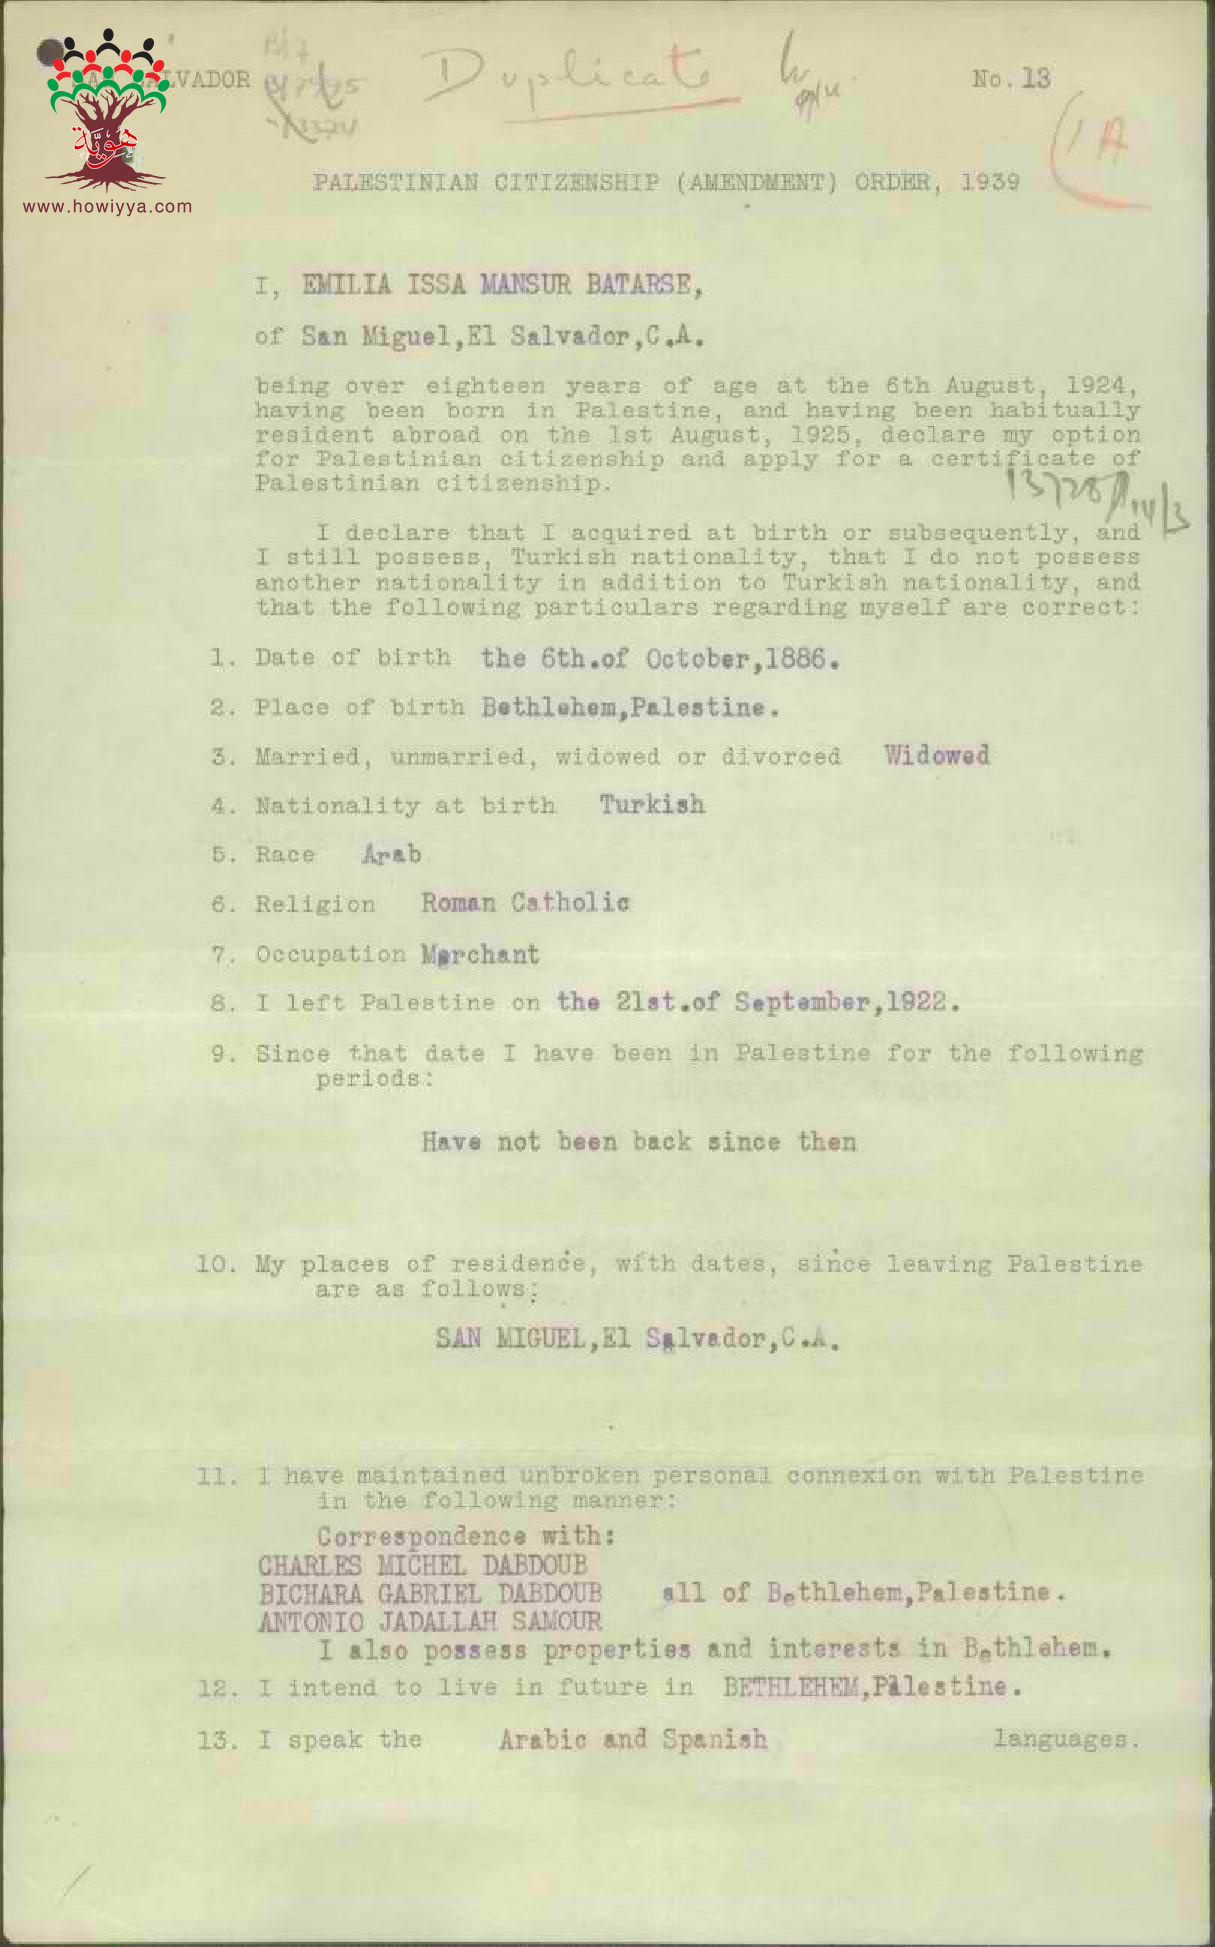 SALVADOR
B/7
Duplicate
No. 13
1A
هوية
www.howiyya.com
PALESTINIAN CITIZENSHIP (AMENDMENT) ORDER, 1939
I, EMILIA ISSA MANSUR BATARSE,
of San Miguel,El Salvador,C.A.
being over eighteen years of age at the 6th August, 1924,
having been born in Palestine, and having been habitually
resident abroad on the 1st August, 1925, declare my option
for Palestinian citizenship and apply for a certificate of
Palestinian citizenship.
14/3
I declare that I acquired at birth or subsequently, and
I still possess, Turkish nationality, that I do not possess
another nationality in addition to Turkish nationality, and
that the following particulars regarding myself are correct:
1. Date of birth the 6th.of October,1886.
2. Place of birth Bethlehem,Palestine.
3. Married, unmarried, widowed or divorced Widowed
4. Nationality at birth Turkish
5. Race Arab
6. Religion Roman Catholic
7. Occupation Merchant
8. I left Palestine on the 21st.of September,1922.
9. Since that date I have been in Palestine for the following
periods:
Have not been back since then
10. My places of residence, with dates, since leaving Palestine
are as follows:
SAN MIGUEL,El Salvador,C.A.
11. I have maintained unbroken personal connexion with Palestine
in the following manner:
Correspondence with:
CHARLES MICHEL DABDOUB
BICHARA GABRIEL DABDOUB all of Bethlehem,Palestine.
ANTONIO JADALLAH SAMOUR
I also possess properties and interests in Bethlehem.
12. I intend to live in future in BETHLEHEM,Palestine.
13. I speak the Arabic and Spanish languages.